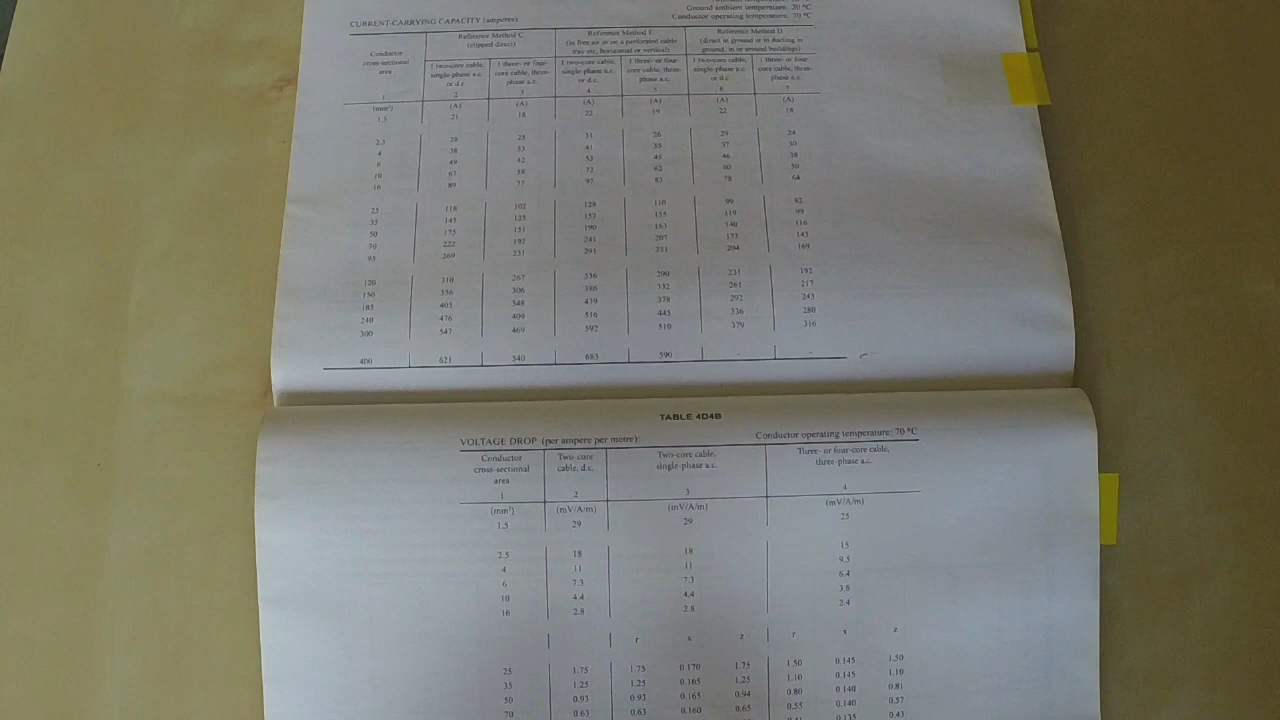 Ground ambient temperature: 20 °C
CURRENT-CARRYING CAPACITY (amperes) Conductor operating temperature: 70 °C
Conductor cross-sectional area
Reference Method C (clipped direct)
Reference Method E (in free air or on a perforated cable tray etc, horizontal or vertical)
Reference Method D (direct in ground or in ducting in ground, in or around buildings)
1 two-core cable, single-phase a.c. or d.c.
1 three- or four-core cable, three-phase a.c.
1 two-core cable, single-phase a.c. or d.c.
1 three- or four-core cable, three-phase a.c.
1 two-core cable, single-phase a.c. or d.c.
1 three- or four-core cable, three-phase a.c.
1 2 3 4 5 6 7
(mm²) (A) (A) (A) (A) (A) (A)
1.5 21 18 22 19 22 18
2.5 28 25 31 26 29 24
4 38 33 41 35 37 30
6 49 42 53 45 46 38
10 67 58 72 62 60 50
16 89 77 97 83 78 64
25 118 102 128 110 99 82
35 145 125 157 135 119 98
50 175 151 190 163 140 116
70 222 192 241 207 173 143
95 269 231 291 251 204 169
120 310 267 336 290 231 192
150 356 306 386 332 261 217
185 405 348 439 378 292 243
240 476 409 516 445 336 280
300 547 469 592 510 379 316
400 621 540 683 590 - -
TABLE 4D4B
VOLTAGE DROP (per ampere per metre): Conductor operating temperature: 70 °C
Conductor cross-sectional area
Two-core cable, d.c.
Two-core cable, single-phase a.c.
Three- or four-core cable, three-phase a.c.
1 2 3 4
(mm²) (mV/A/m) (mV/A/m) (mV/A/m)
1.5 29 29 25
2.5 18 18 15
4 11 11 9.5
6 7.3 7.3 6.4
10 4.4 4.4 3.8
16 2.8 2.8 2.4
r x z r x z
25 1.75 1.75 0.170 1.75 1.50 0.145 1.50
35 1.25 1.25 0.165 1.25 1.10 0.145 1.10
50 0.93 0.93 0.165 0.94 0.80 0.140 0.81
70 0.63 0.63 0.160 0.65 0.55 0.140 0.57
0.135 0.43